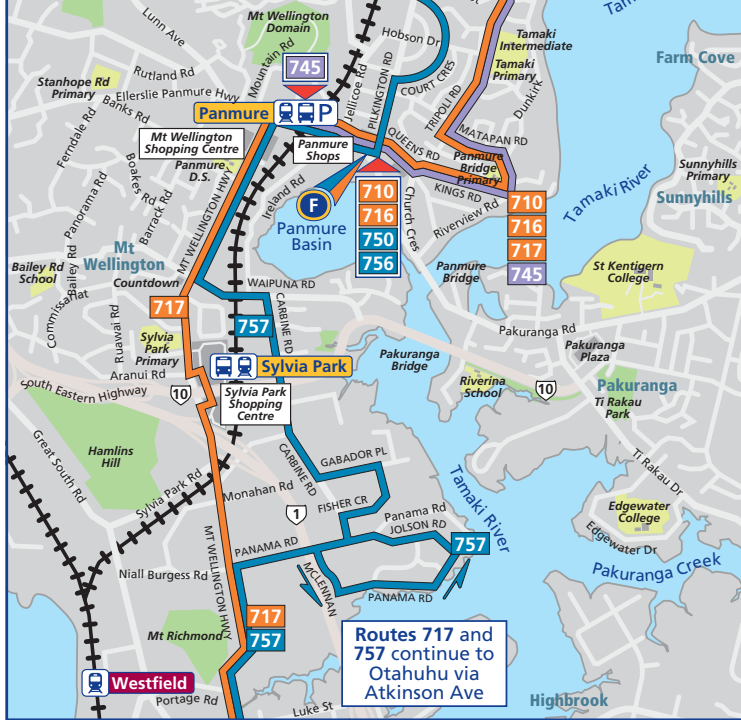 Lunn Ave
Mt Wellington
Domain
Hobson Dr
Tamaki
Intermediate
Tamaki
Primary
Farm Cove
Stanhope Rd
Primary
Rutland Rd
Mountain Rd
745
Jellicoe Rd
PILKINGTON RD
COURT CRES
TRIPOLI RD
Dunkirk
Ellerslie Panmure Hwy
Banks Rd
Ferndale Rd
Panmure
P
Mt Wellington
Shopping Centre
Panmure
D.S.
Panmure
Shops
QUEENS RD
MATAPAN RD
Panmure
Bridge
Primary
KINGS RD
Tamaki River
Sunnyhills
Primary
Sunnyhills
Panorama Rd
Boakes Rd
Barrack Rd
MT WELLINGTON HWY
Ireland Rd
F
Panmure
Basin
710
716
750
756
Church Cres
Riverview Rd
710
716
717
745
Mt
Wellington
Bailey Rd
School
Bailey Rd
Countdown
Commissariat
Ruawai Rd
717
WAIPUNA RD
CARBINE RD
757
Panmure
Bridge
St Kentigern
College
Pakuranga Rd
Pakuranga
Plaza
Sylvia
Park
Primary
Aranui Rd
Sylvia Park
Sylvia Park
Shopping
Centre
South Eastern Highway
10
Pakuranga
Bridge
Riverina
School
10
Pakuranga
Ti Rakau
Park
Hamlins
Hill
Great South Rd
Sylvia Park Rd
CARBINE RD
GABADOR PL
Monahan Rd
FISHER CR
1
Tamaki River
Ti Rakau Dr
Edgewater
College
Edgewater Dr
Pakuranga Creek
MT WELLINGTON HWY
PANAMA RD
Panama Rd
JOLSON RD
757
MCLENNAN
PANAMA RD
Niall Burgess Rd
717
757
Mt Richmond
Westfield
Portage Rd
Luke St
Routes 717 and
757 continue to
Otahuhu via
Atkinson Ave
Highbrook